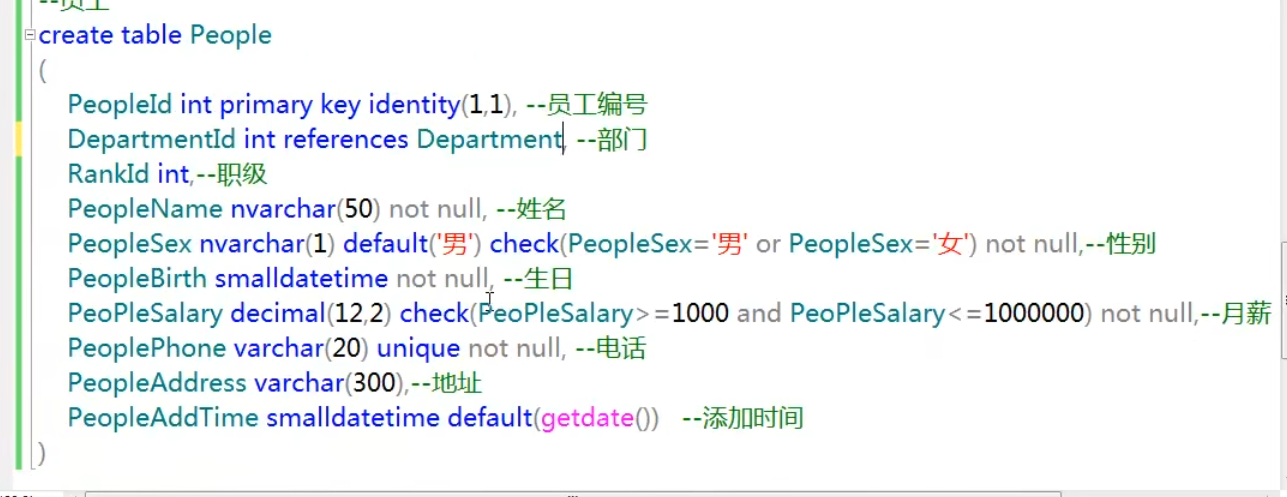 --员工
create table People
(
PeopleId int primary key identity(1,1), --员工编号
DepartmentId int references Department, --部门
RankId int,--职级
PeopleName nvarchar(50) not null, --姓名
PeopleSex nvarchar(1) default('男') check(PeopleSex='男' or PeopleSex='女') not null,--性别
PeopleBirth smalldatetime not null, --生日
PeoPleSalary decimal(12,2) check(PeoPleSalary>=1000 and PeoPleSalary<=1000000) not null,--月薪
PeoplePhone varchar(20) unique not null, --电话
PeopleAddress varchar(300),--地址
PeopleAddTime smalldatetime default(getdate()) --添加时间
)